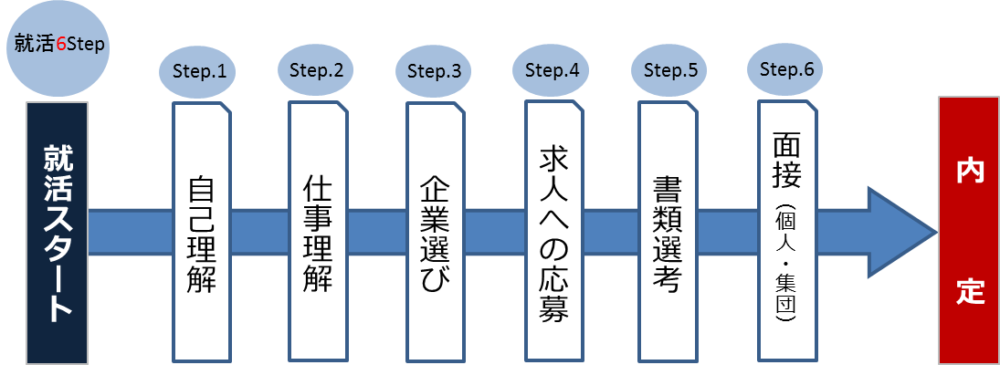 就活6Step
就活スタート
Step.1
自己理解
Step.2
仕事理解
Step.3
企業選び
Step.4
求人への応募
Step.5
書類選考
Step.6
面接（個人・集団）
内定